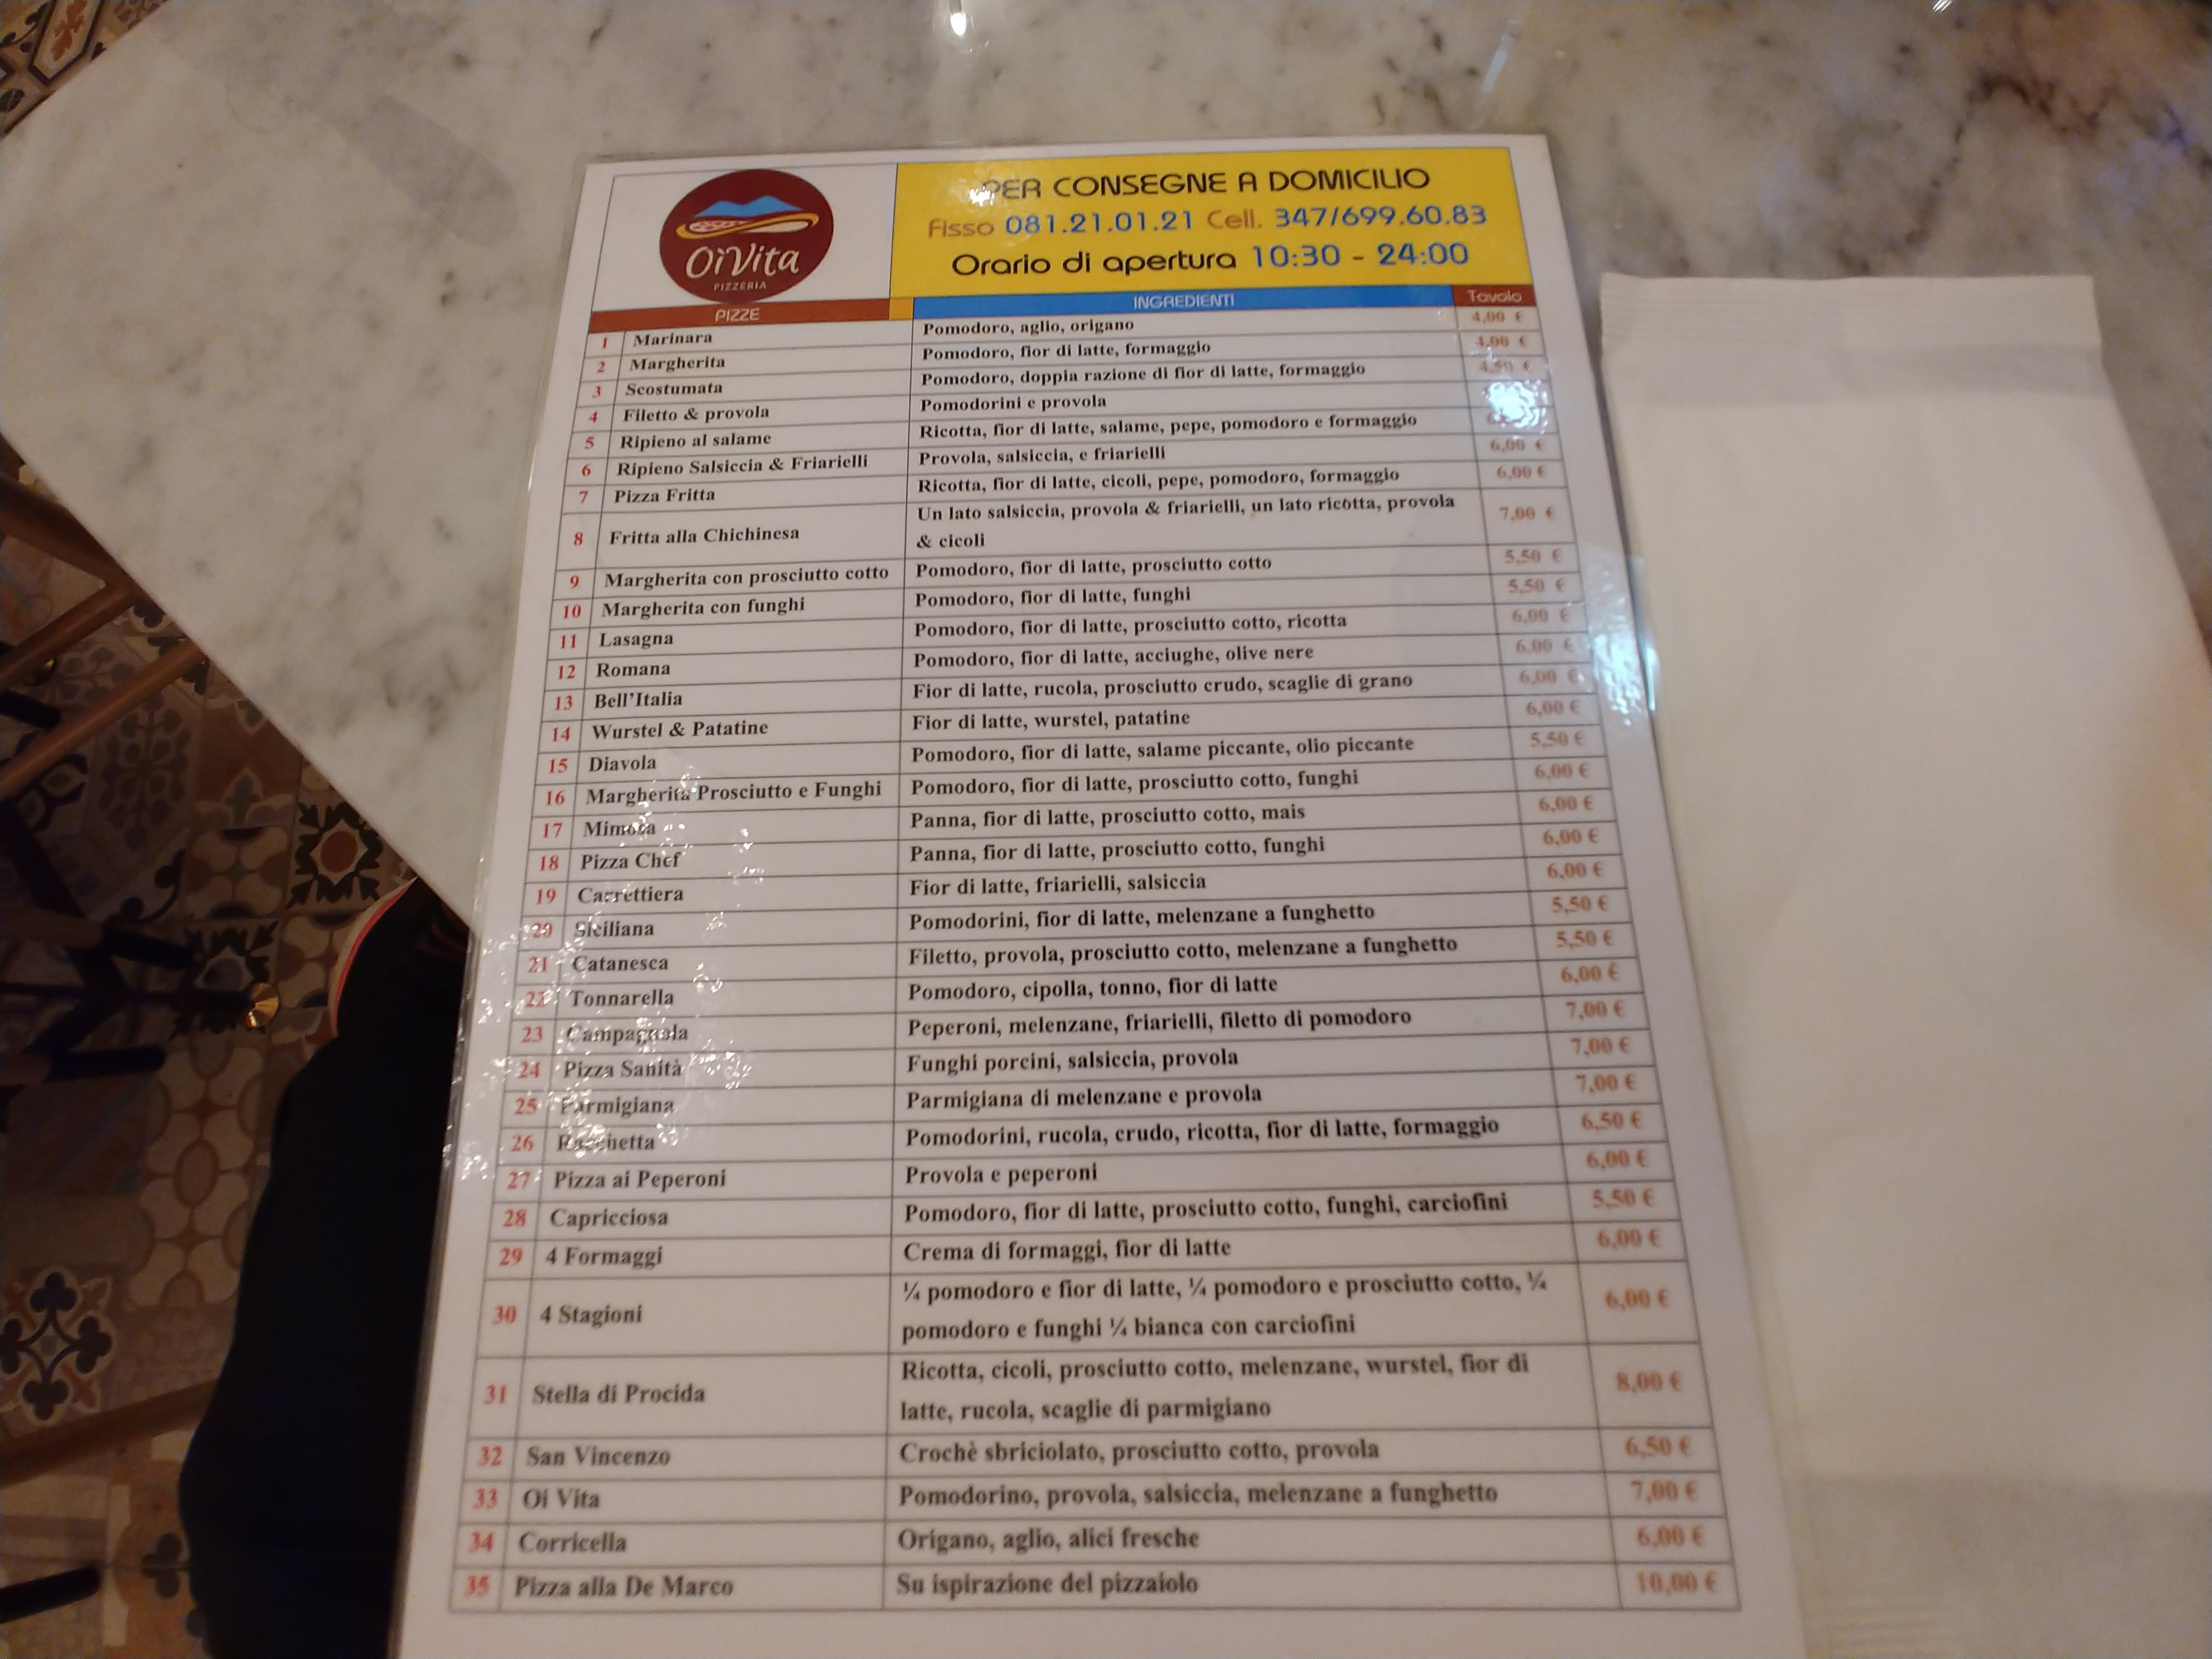 OìVita
PIZZERIA
PER CONSEGNE A DOMICILIO
Fisso 081.21.01.21 Cell. 347/699.60.83
Orario di apertura 10:30 - 24:00
PIZZE INGREDIENTI Tavolo
1 Marinara Pomodoro, aglio, origano 4,00 €
2 Margherita Pomodoro, fior di latte, formaggio 4,00 €
3 Scostumata Pomodoro, doppia razione di fior di latte, formaggio 4,50 €
4 Filetto & provola Pomodorini e provola
5 Ripieno al salame Ricotta, fior di latte, salame, pepe, pomodoro e formaggio
6 Ripieno Salsiccia & Friarielli Provola, salsiccia, e friarielli 6,00 €
7 Pizza Fritta Ricotta, fior di latte, cicoli, pepe, pomodoro, formaggio 6,00 €
8 Fritta alla Chichinesa Un lato salsiccia, provola & friarielli, un lato ricotta, provola 7,00 €
& cicoli
9 Margherita con prosciutto cotto Pomodoro, fior di latte, prosciutto cotto 5,50 €
10 Margherita con funghi Pomodoro, fior di latte, funghi 5,50 €
11 Lasagna Pomodoro, fior di latte, prosciutto cotto, ricotta 6,00 €
12 Romana Pomodoro, fior di latte, acciughe, olive nere 6,00 €
13 Bell'Italia Fior di latte, rucola, prosciutto crudo, scaglie di grano 6,00 €
14 Wurstel & Patatine Fior di latte, wurstel, patatine 6,00 €
15 Diavola Pomodoro, fior di latte, salame piccante, olio piccante 5,50 €
16 Margherita Prosciutto e Funghi Pomodoro, fior di latte, prosciutto cotto, funghi 6,00 €
17 Mimosa Panna, fior di latte, prosciutto cotto, mais 6,00 €
18 Pizza Chef Panna, fior di latte, prosciutto cotto, funghi 6,00 €
19 Carrettiera Fior di latte, friarielli, salsiccia 6,00 €
20 Siciliana Pomodorini, fior di latte, melenzane a funghetto 5,50 €
21 Catanesca Filetto, provola, prosciutto cotto, melenzane a funghetto 5,50 €
22 Tonnarella Pomodoro, cipolla, tonno, fior di latte 6,00 €
23 Campagnola Peperoni, melenzane, friarielli, filetto di pomodoro 7,00 €
24 Pizza Sanità Funghi porcini, salsiccia, provola 7,00 €
25 Parmigiana Parmigiana di melenzane e provola 7,00 €
26 Racchetta Pomodorini, rucola, crudo, ricotta, fior di latte, formaggio 6,50 €
27 Pizza ai Peperoni Provola e peperoni 6,00 €
28 Capricciosa Pomodoro, fior di latte, prosciutto cotto, funghi, carciofini 5,50 €
29 4 Formaggi Crema di formaggi, fior di latte 6,00 €
30 4 Stagioni ¼ pomodoro e fior di latte, ¼ pomodoro e prosciutto cotto, ¼ 6,00 €
pomodoro e funghi ¼ bianca con carciofini
31 Stella di Procida Ricotta, cicoli, prosciutto cotto, melenzane, wurstel, fior di 8,00 €
latte, rucola, scaglie di parmigiano
32 San Vincenzo Crochè sbriciolato, prosciutto cotto, provola 6,50 €
33 Oi Vita Pomodorino, provola, salsiccia, melenzane a funghetto 7,00 €
34 Corricella Origano, aglio, alici fresche 6,00 €
35 Pizza alla De Marco Su ispirazione del pizzaiolo 10,00 €